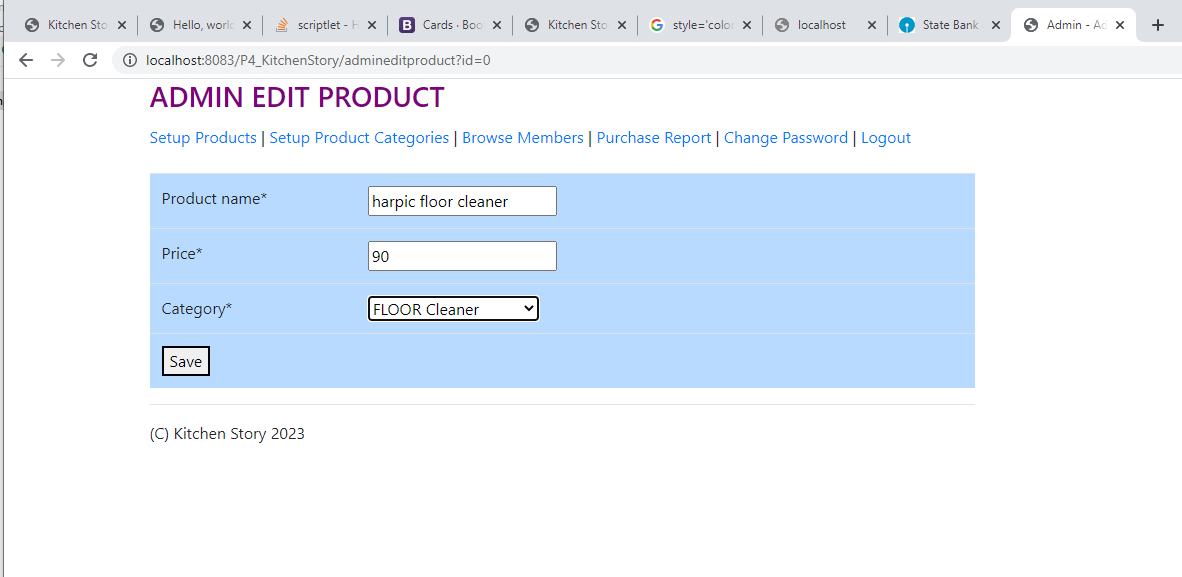 Kitchen Sto
Hello, worl
scriptlet - H
B Cards · Boo
Kitchen Sto
style='color
localhost
State Bank
Admin - Ad
localhost:8083/P4_KitchenStory/admineditproduct?id=0
ADMIN EDIT PRODUCT
Setup Products | Setup Product Categories | Browse Members | Purchase Report | Change Password | Logout
Product name* harpic floor cleaner
Price* 90
Category* FLOOR Cleaner
Save
(C) Kitchen Story 2023